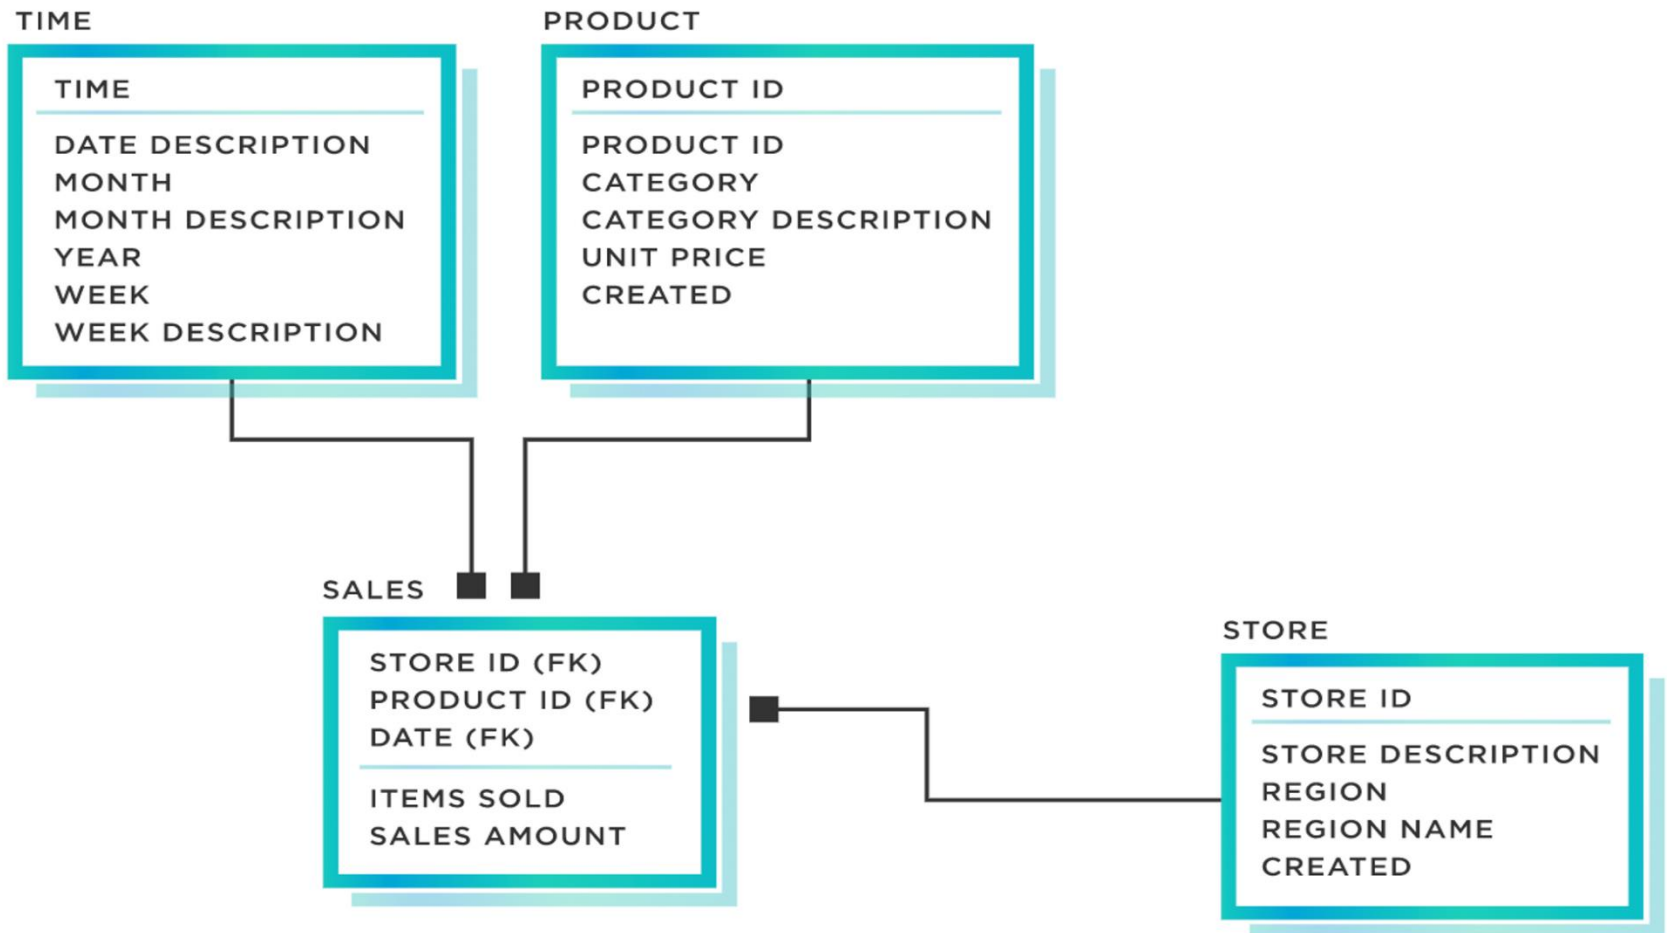 TIME
TIME
DATE DESCRIPTION
MONTH
MONTH DESCRIPTION
YEAR
WEEK
WEEK DESCRIPTION
PRODUCT
PRODUCT ID
PRODUCT ID
CATEGORY
CATEGORY DESCRIPTION
UNIT PRICE
CREATED
SALES
STORE ID (FK)
PRODUCT ID (FK)
DATE (FK)
ITEMS SOLD
SALES AMOUNT
STORE
STORE ID
STORE DESCRIPTION
REGION
REGION NAME
CREATED